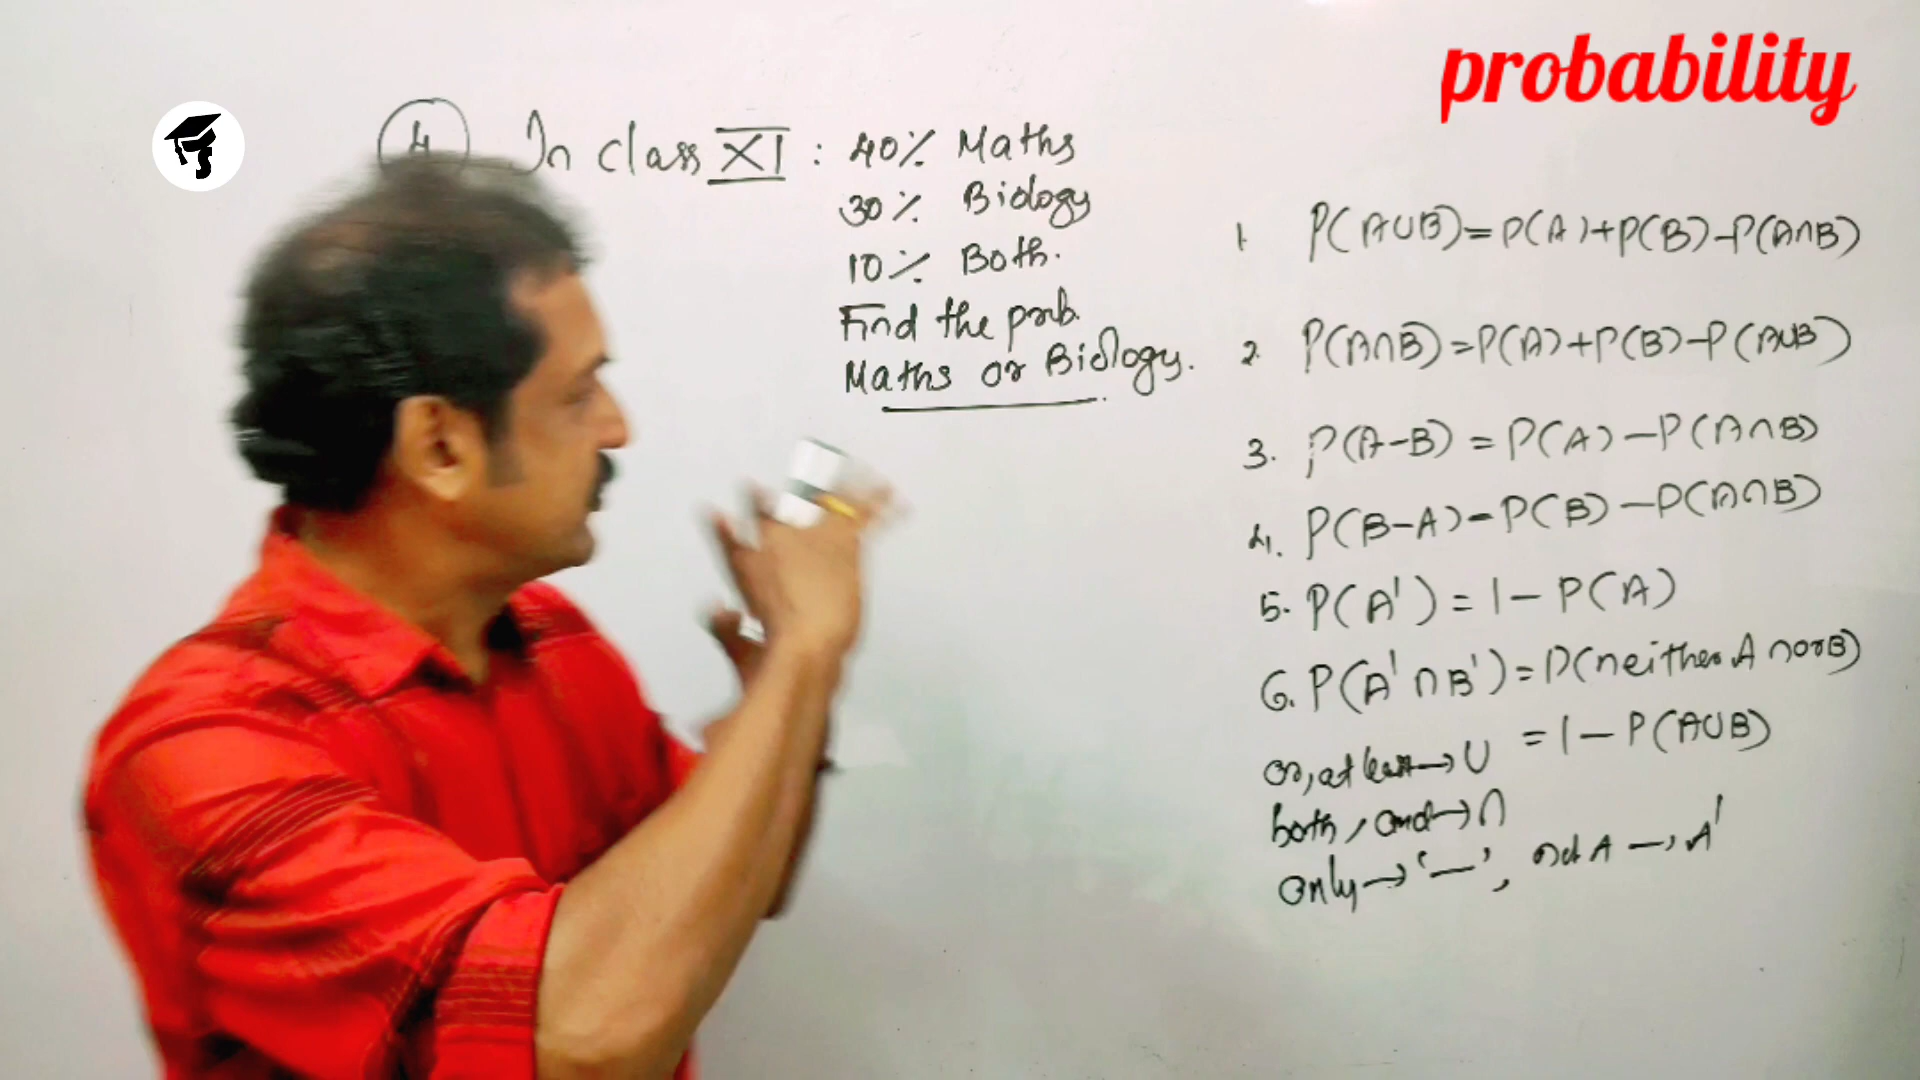 probability
4 In class XI : 40% Maths
30% Biology
10% Both.
Find the prob.
Maths or Biology.
1. P(A∪B)=P(A)+P(B)-P(A∩B)
2. P(A∩B)=P(A)+P(B)-P(A∪B)
3. P(A-B) = P(A) - P(A∩B)
4. P(B-A)=P(B)-P(A∩B)
5. P(A') = 1 - P(A)
6. P(A'∩B')=P(neither A nor B)
= 1 - P(A∪B)
or, at least → ∪
both, and → ∩
only → '—', not A → A'